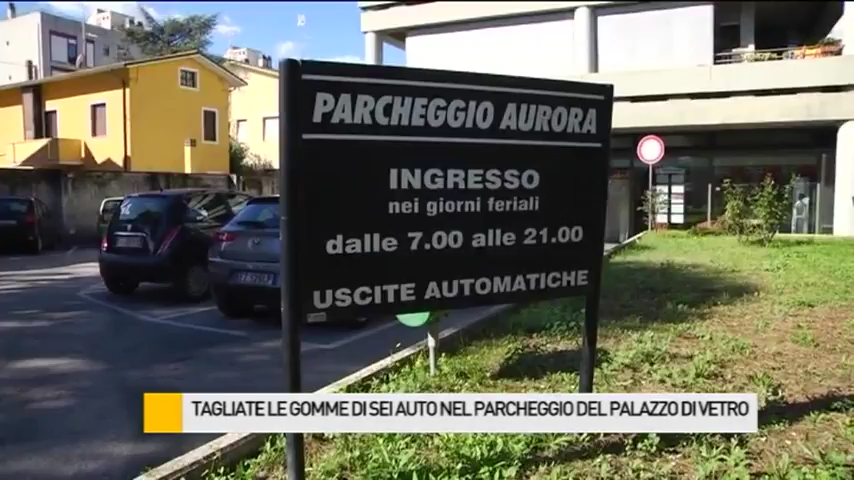 PARCHEGGIO AURORA
INGRESSO
nei giorni feriali
dalle 7.00 alle 21.00
USCITE AUTOMATICHE
TAGLIATE LE GOMME DI SEI AUTO NEL PARCHEGGIO DEL PALAZZO DI VETRO